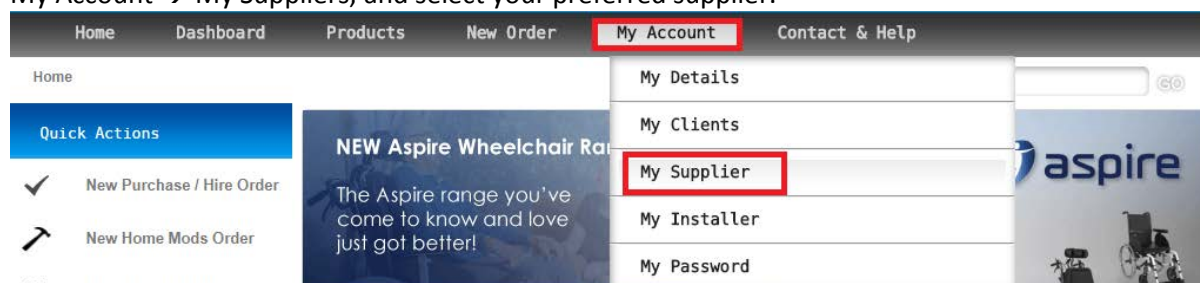 My Account → My Suppliers, and select your preferred supplier.
Home Dashboard Products New Order My Account Contact & Help
Home
GO
My Details
My Clients
My Supplier
My Installer
My Password
Quick Actions
New Purchase / Hire Order
New Home Mods Order
NEW Aspire Wheelchair Ra
The Aspire range you've
come to know and love
just got better!
aspire